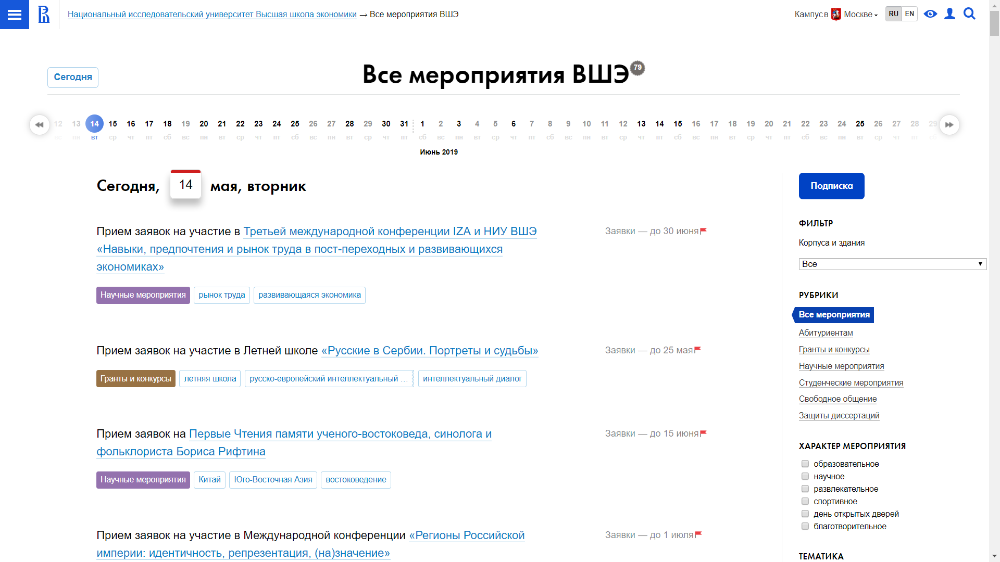 Национальный исследовательский университет Высшая школа экономики → Все мероприятия ВШЭ
Кампус в Москве
RU EN
Сегодня
Все мероприятия ВШЭ 79
12 13 14 15 16 17 18 19 20 21 22 23 24 25 26 27 28 29 30 31 1 2 3 4 5 6 7 8 9 10 11 12 13 14 15 16 17 18 19 20 21 22 23 24 25 26 27 28 29
вс пн вт ср чт пт сб вс пн вт ср чт пт сб вс пн вт ср чт пт сб вс пн вт ср чт пт сб вс пн вт ср чт пт сб вс пн вт ср чт пт сб вс пн вт ср чт пт сб
Июнь 2019
Сегодня, 14 мая, вторник
Прием заявок на участие в Третьей международной конференции IZA и НИУ ВШЭ
«Навыки, предпочтения и рынок труда в пост-переходных и развивающихся
экономиках»
Заявки — до 30 июня
Научные мероприятия рынок труда развивающаяся экономика
Прием заявок на участие в Летней школе «Русские в Сербии. Портреты и судьбы»
Заявки — до 25 мая
Гранты и конкурсы летняя школа русско-европейский интеллектуальный ... интеллектуальный диалог
Прием заявок на Первые Чтения памяти ученого-востоковеда, синолога и
фольклориста Бориса Рифтина
Заявки — до 15 июня
Научные мероприятия Китай Юго-Восточная Азия востоковедение
Прием заявок на участие в Международной конференции «Регионы Российской
империи: идентичность, репрезентация, (на)значение»
Заявки — до 1 июля
Подписка
ФИЛЬТР
Корпуса и здания
Все
РУБРИКИ
Все мероприятия
Абитуриентам
Гранты и конкурсы
Научные мероприятия
Студенческие мероприятия
Свободное общение
Защиты диссертаций
ХАРАКТЕР МЕРОПРИЯТИЯ
образовательное
научное
развлекательное
спортивное
день открытых дверей
благотворительное
ТЕМАТИКА